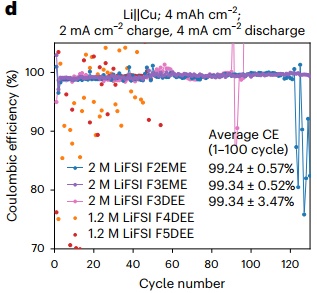 d
Li||Cu; 4 mAh cm⁻²;
2 mA cm⁻² charge, 4 mA cm⁻² discharge
Coulombic efficiency (%)
100
90
80
70
Average CE
(1–100 cycle)
2 M LiFSI F2EME 99.24 ± 0.57%
2 M LiFSI F3EME 99.34 ± 0.52%
2 M LiFSI F3DEE 99.34 ± 3.47%
1.2 M LiFSI F4DEE
1.2 M LiFSI F5DEE
0 20 40 60 80 100 120
Cycle number